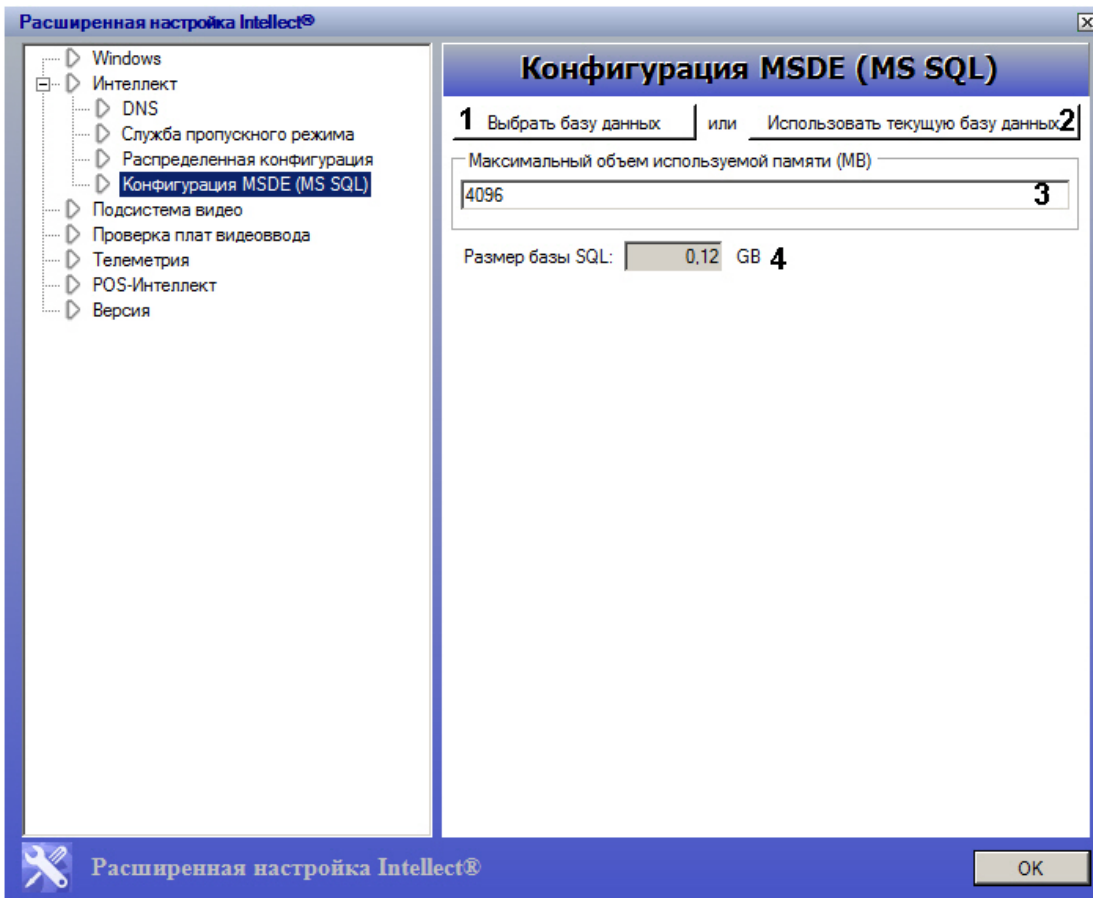 Расширенная настройка Intellect®
Windows
Интеллект
DNS
Служба пропускного режима
Распределенная конфигурация
Конфигурация MSDE (MS SQL)
Подсистема видео
Проверка плат видеоввода
Телеметрия
POS-Интеллект
Версия
Конфигурация MSDE (MS SQL)
1 Выбрать базу данных или Использовать текущую базу данных 2
Максимальный объем используемой памяти (MB)
4096 3
Размер базы SQL: 0,12 GB 4
Расширенная настройка Intellect®
OK